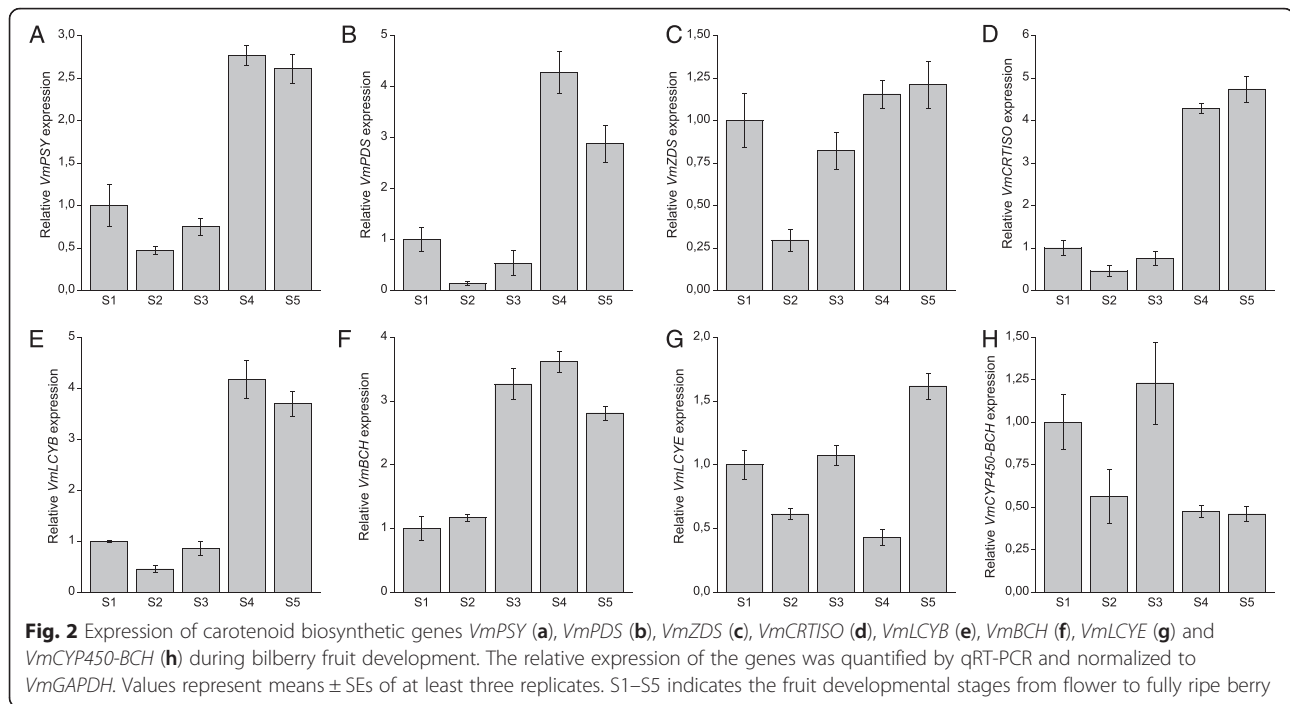 A
Relative VmPSY expression
3,0
2,5
2,0
1,5
1,0
0,5
0,0
S1 S2 S3 S4 S5
B
Relative VmPDS expression
5
4
3
2
1
0
S1 S2 S3 S4 S5
C
Relative VmZDS expression
1,50
1,25
1,00
0,75
0,50
0,25
0,00
S1 S2 S3 S4 S5
D
Relative VmCRTISO expression
6
5
4
3
2
1
0
S1 S2 S3 S4 S5
E
Relative VmLCYB expression
5
4
3
2
1
0
S1 S2 S3 S4 S5
F
Relative VmBCH expression
4
3
2
1
0
S1 S2 S3 S4 S5
G
Relative VmLCYE expression
2,0
1,5
1,0
0,5
0,0
S1 S2 S3 S4 S5
H
Relative VmCYP450-BCH expression
1,50
1,25
1,00
0,75
0,50
0,25
0,00
S1 S2 S3 S4 S5
Fig. 2 Expression of carotenoid biosynthetic genes VmPSY (a), VmPDS (b), VmZDS (c), VmCRTISO (d), VmLCYB (e), VmBCH (f), VmLCYE (g) and
VmCYP450-BCH (h) during bilberry fruit development. The relative expression of the genes was quantified by qRT-PCR and normalized to
VmGAPDH. Values represent means ± SEs of at least three replicates. S1–S5 indicates the fruit developmental stages from flower to fully ripe berry